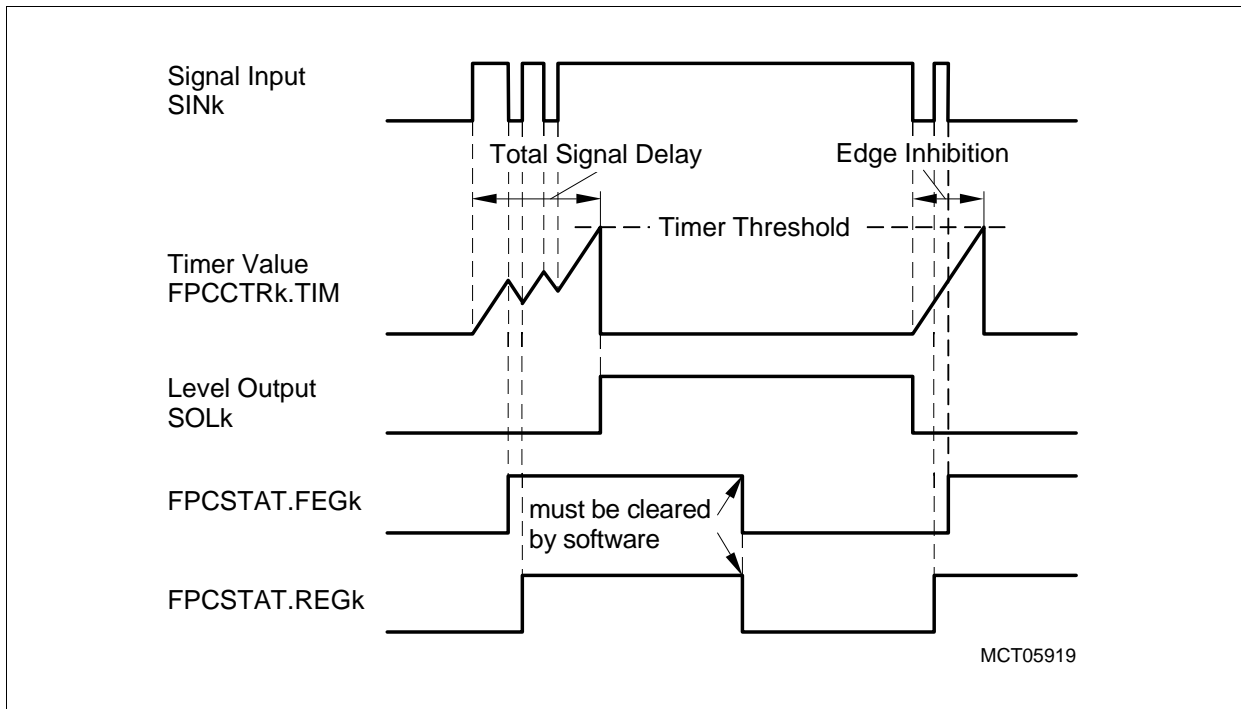 Signal Input
SINk
Total Signal Delay
Edge Inhibition
Timer Threshold
Timer Value
FPCCTRk.TIM
Level Output
SOLk
FPCSTAT.FEGk
must be cleared
by software
FPCSTAT.REGk
MCT05919